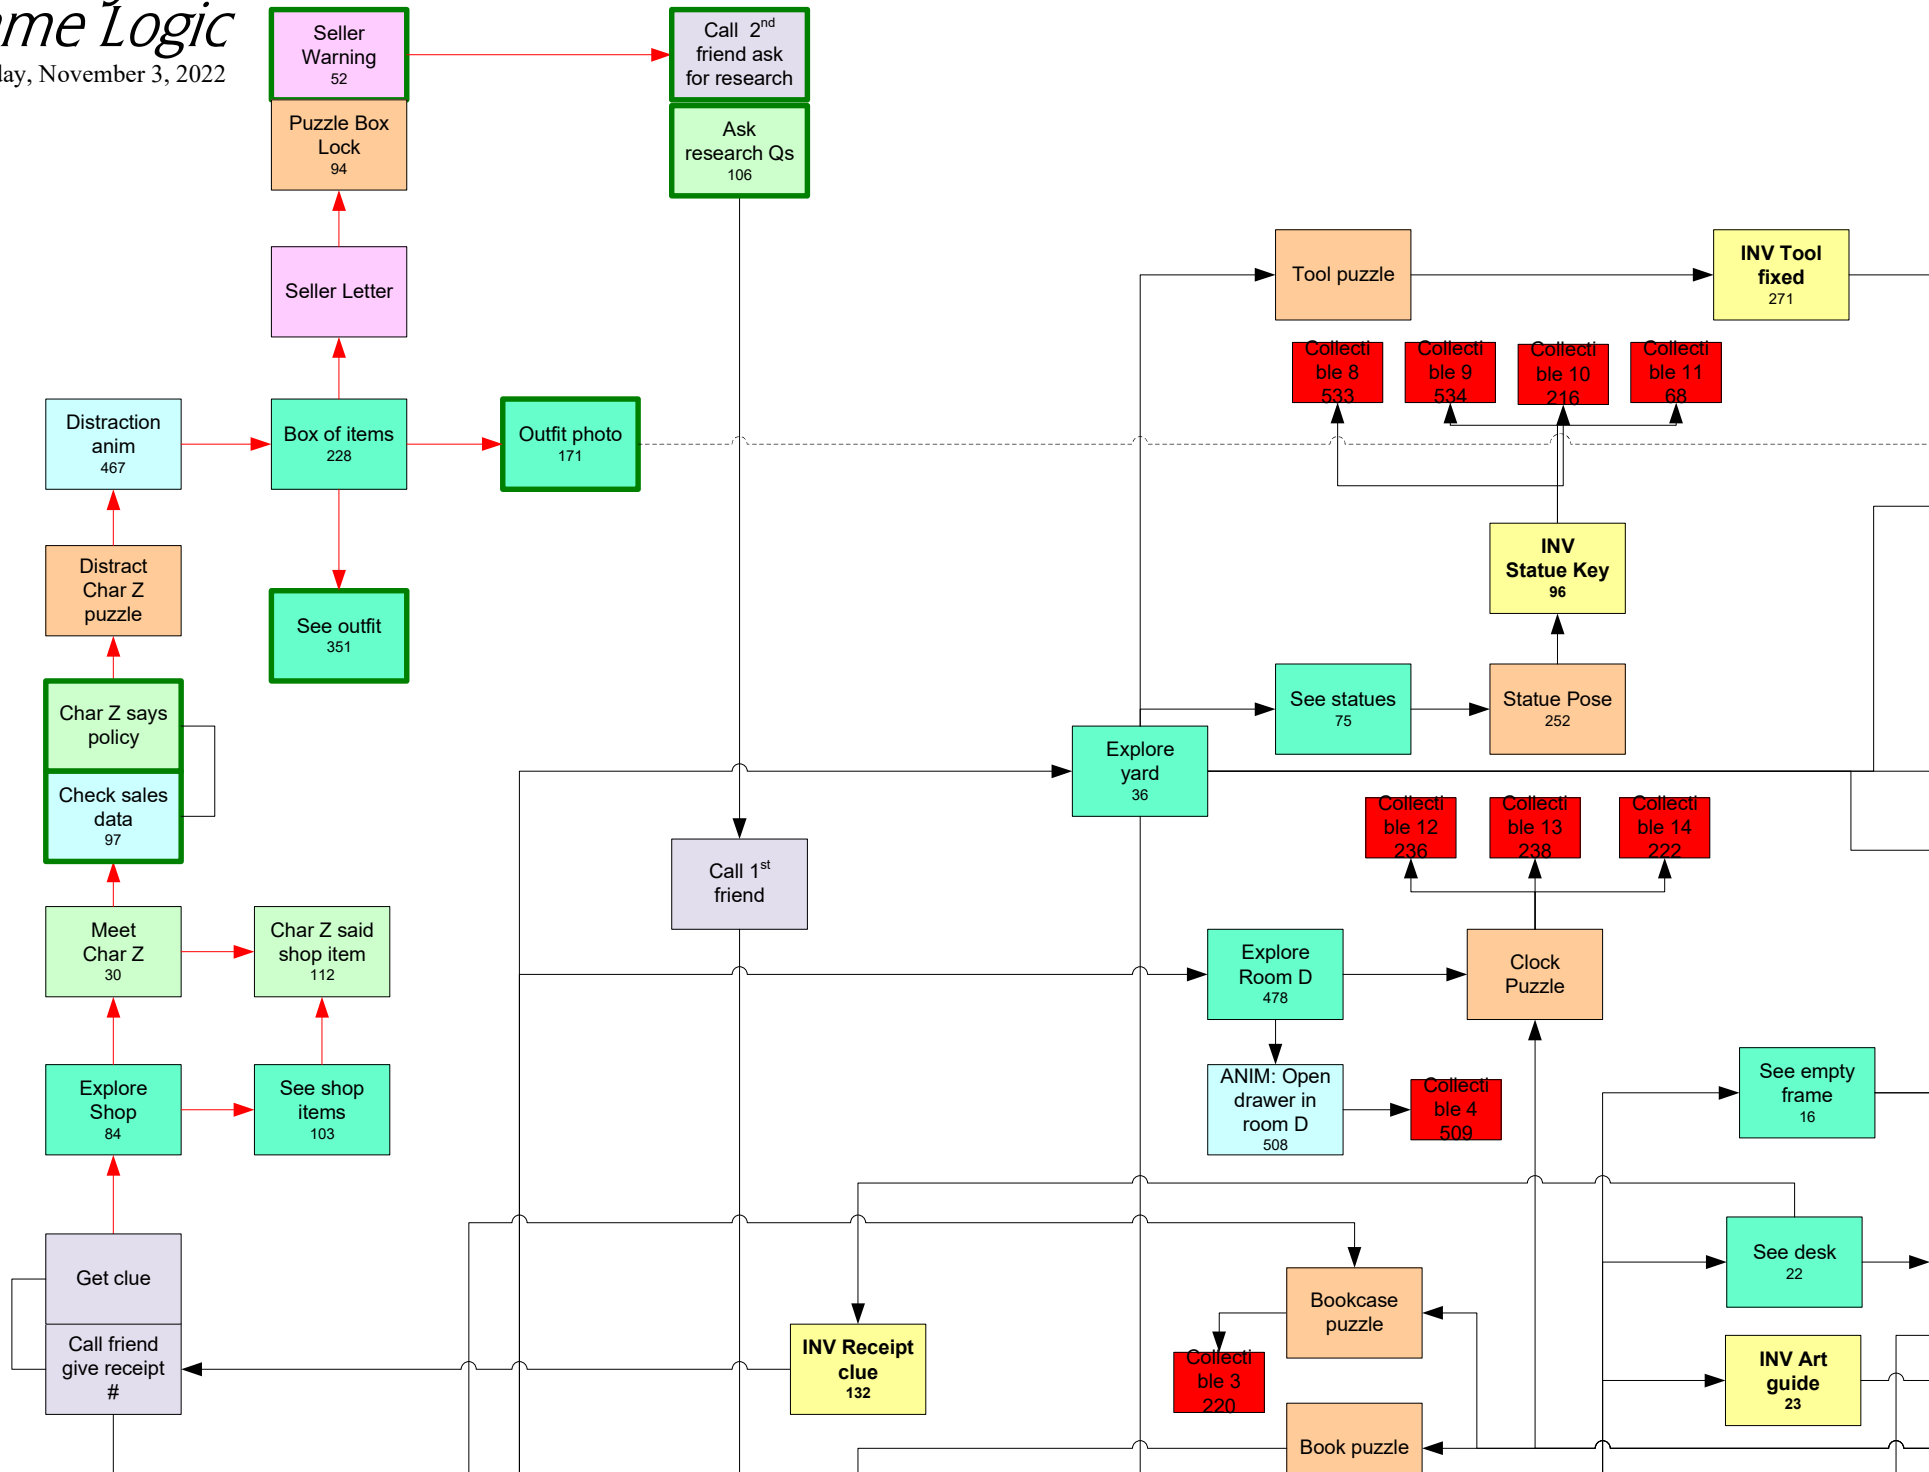 me Logic
day, November 3, 2022
Seller
Warning
52
Call 2nd
friend ask
for research
Puzzle Box
Lock
94
Ask
research Qs
106
Seller Letter
Tool puzzle
INV Tool
fixed
271
Collecti
ble 8
533
Collecti
ble 9
534
Collecti
ble 10
216
Collecti
ble 11
68
Distraction
anim
467
Box of items
228
Outfit photo
171
INV
Statue Key
96
Distract
Char Z
puzzle
See outfit
351
Char Z says
policy
See statues
75
Statue Pose
252
Explore
yard
36
Check sales
data
97
Collecti
ble 12
236
Collecti
ble 13
238
Collecti
ble 14
222
Call 1st
friend
Meet
Char Z
30
Char Z said
shop item
112
Explore
Room D
478
Clock
Puzzle
Explore
Shop
84
See shop
items
103
ANIM: Open
drawer in
room D
508
Collecti
ble 4
509
See empty
frame
16
Get clue
See desk
22
Call friend
give receipt
#
INV Receipt
clue
132
Bookcase
puzzle
Collecti
ble 3
220
INV Art
guide
23
Book puzzle